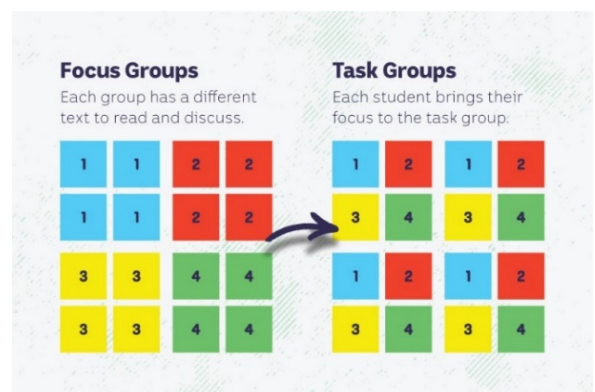 Focus Groups
Each group has a different
text to read and discuss.
1 1 2 2
1 1 2 2
3 3 4 4
3 3 4 4
Task Groups
Each student brings their
focus to the task group.
1 2 1 2
3 4 3 4
1 2 1 2
3 4 3 4